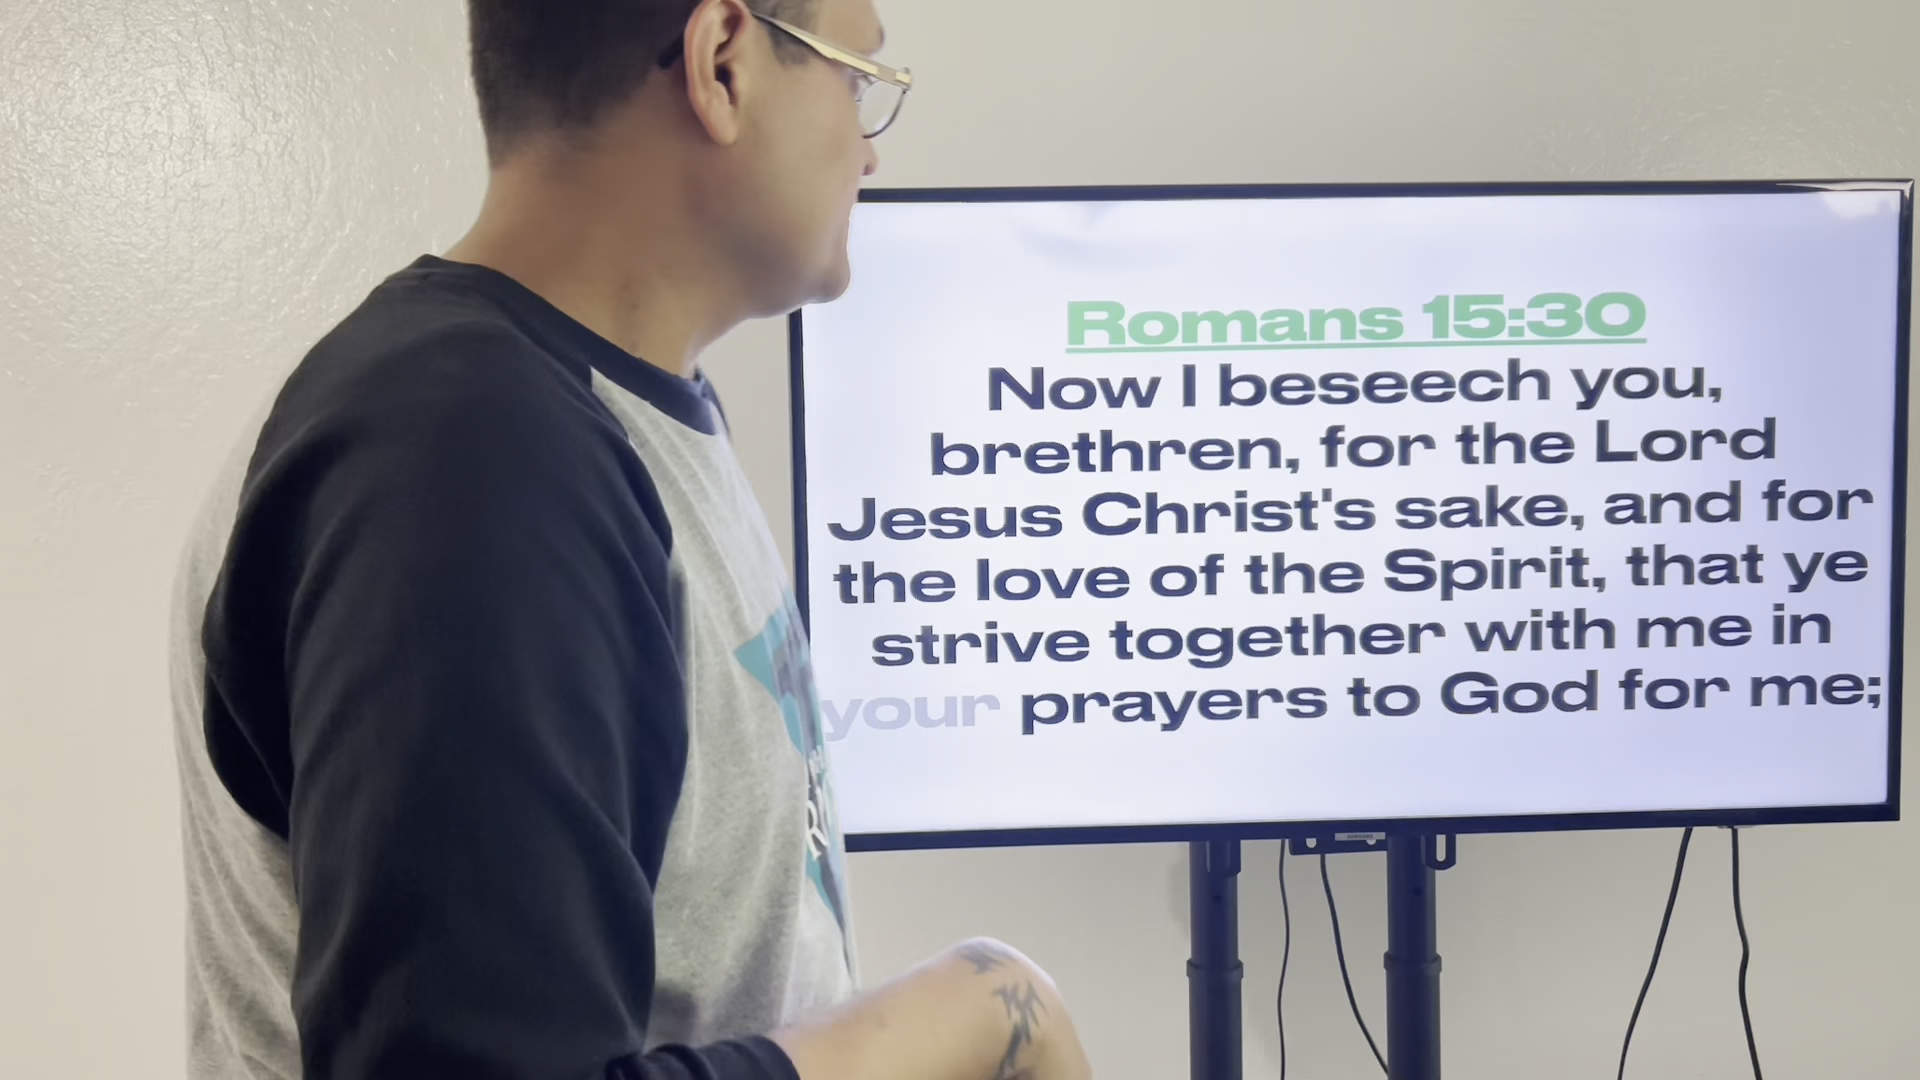 Romans 15:30
Now I beseech you,
brethren, for the Lord
Jesus Christ's sake, and for
the love of the Spirit, that ye
strive together with me in
your prayers to God for me;
SAMSUNG